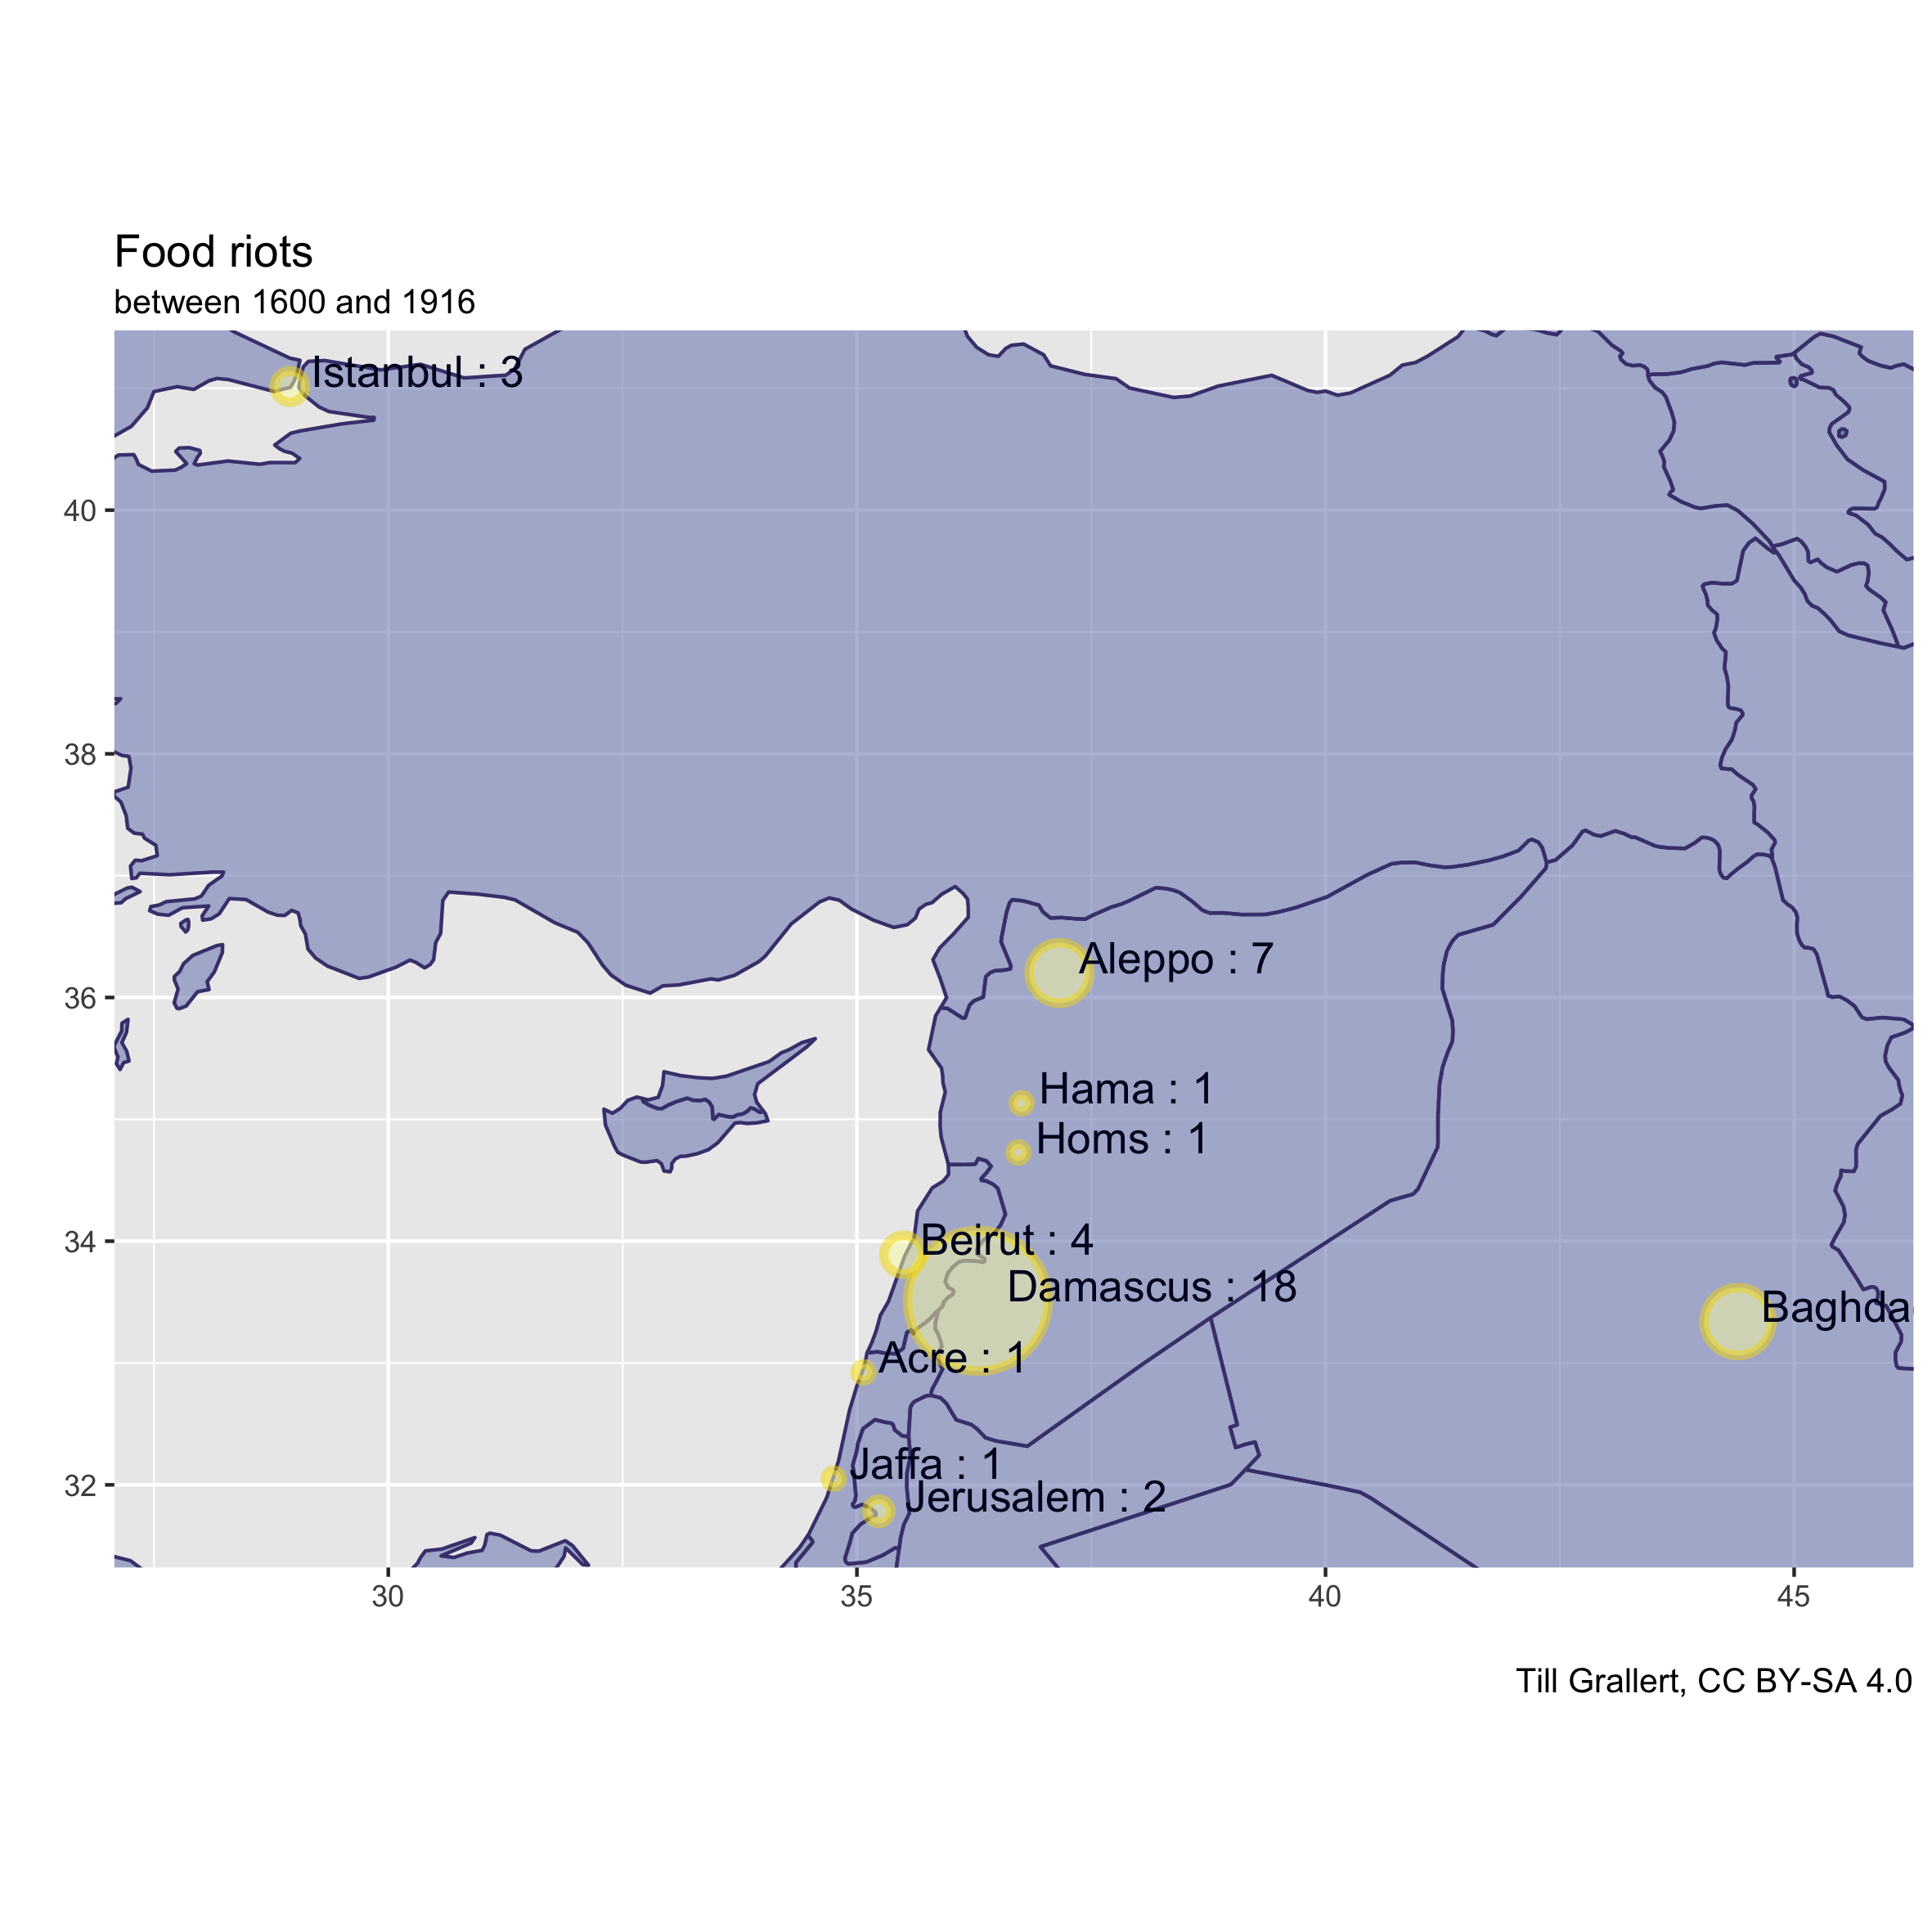 Food riots
between 1600 and 1916
Istanbul : 3
40
38
Aleppo : 7
36
Hama : 1
Homs : 1
34
Beirut : 4
Damascus : 18
Baghda
Acre : 1
32
Jaffa : 1
Jerusalem : 2
30 35 40 45
Till Grallert, CC BY-SA 4.0